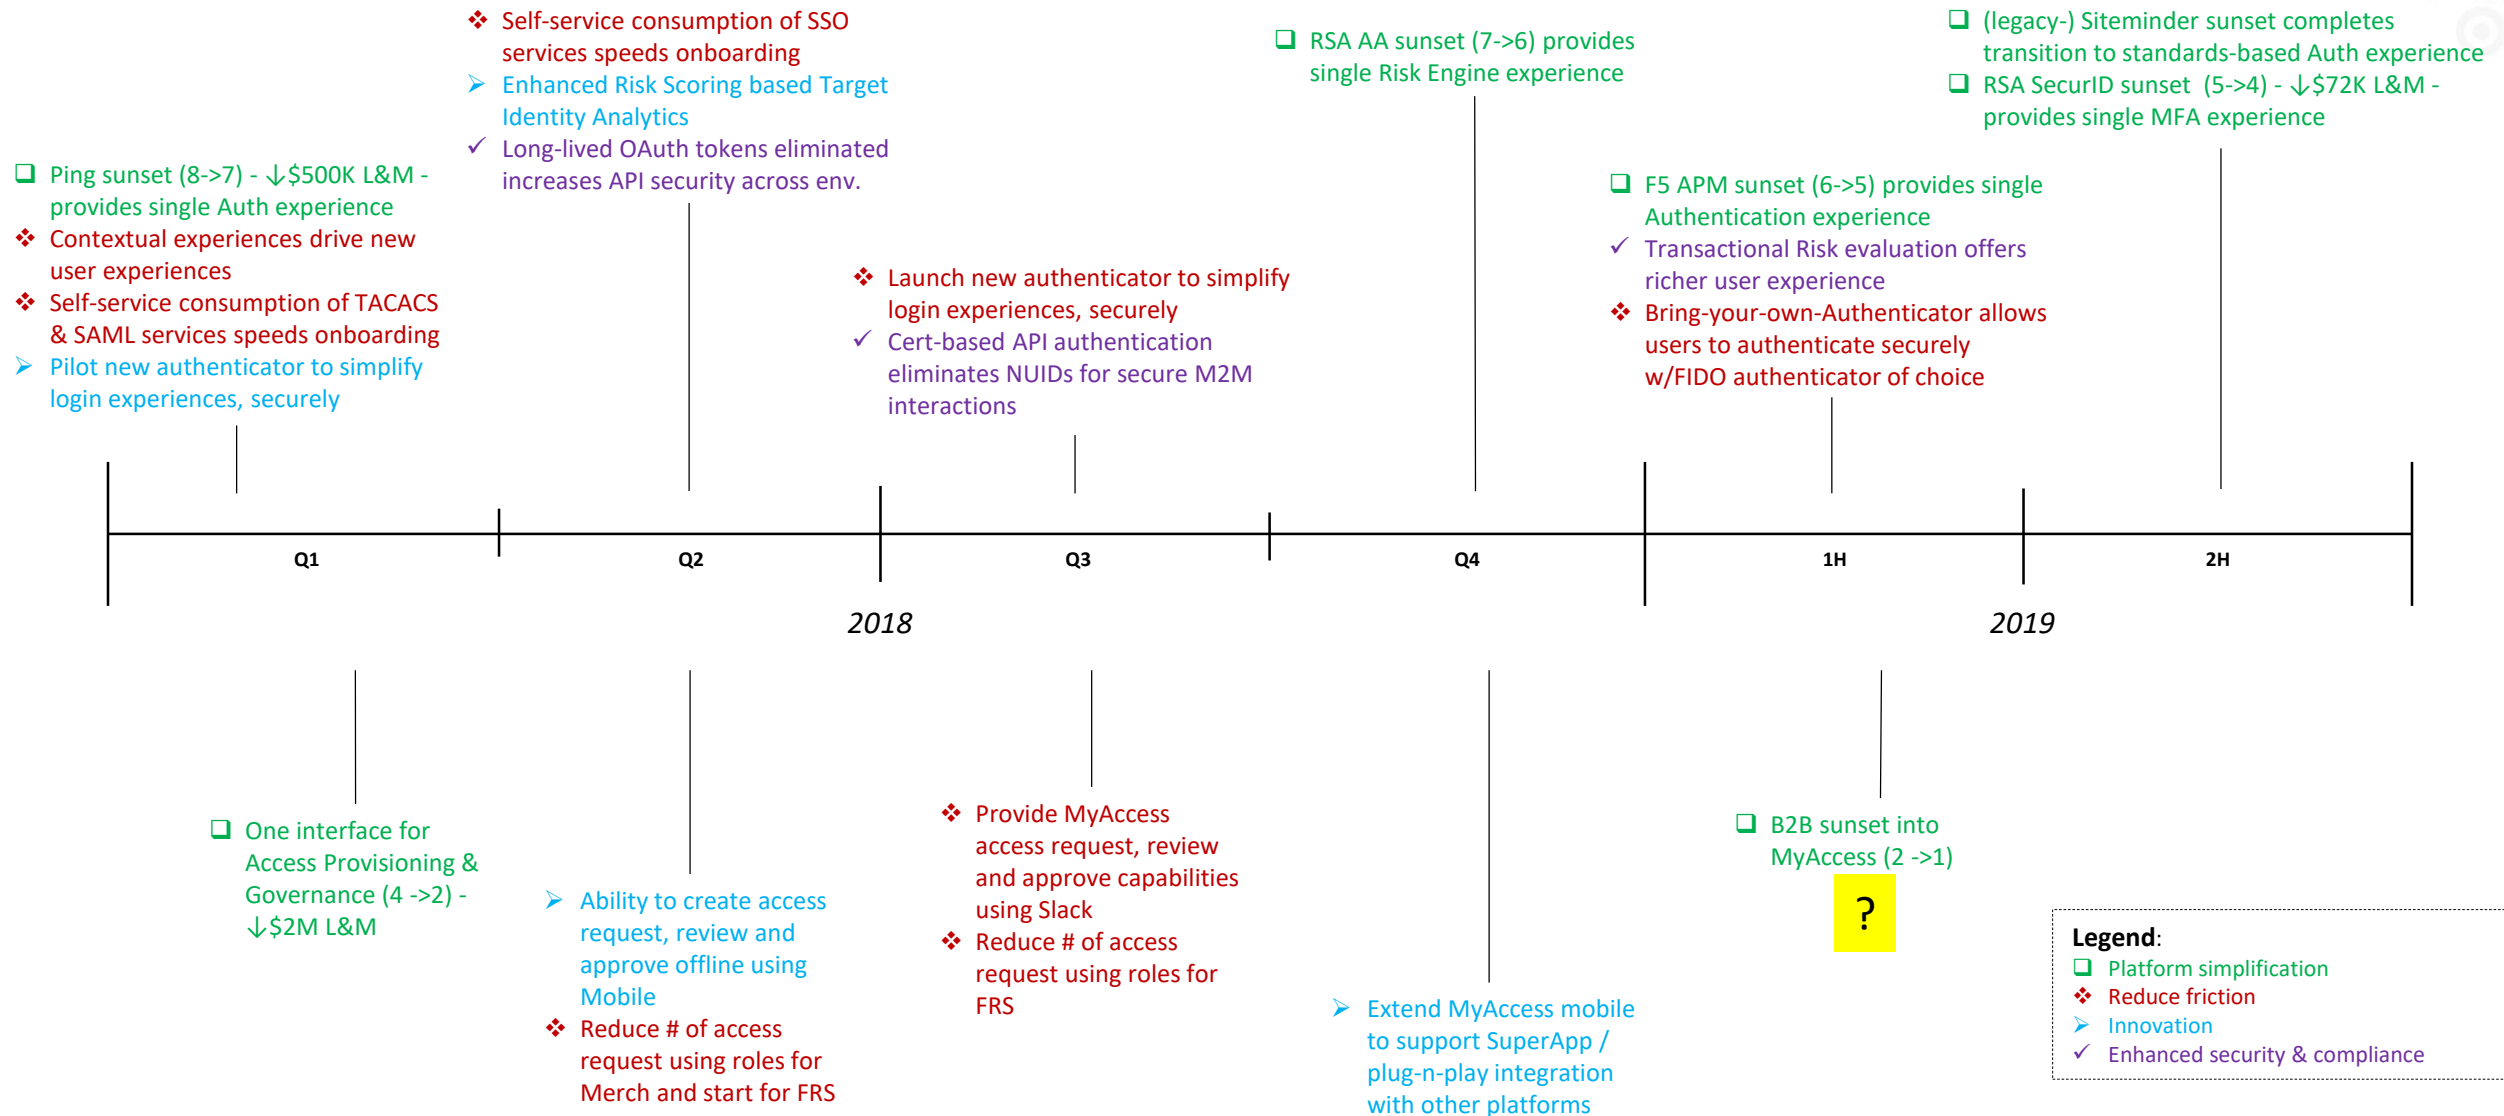 Self-service consumption of SSO
services speeds onboarding
Enhanced Risk Scoring based Target
Identity Analytics
Long-lived OAuth tokens eliminated
increases API security across env.
RSA AA sunset (7->6) provides
single Risk Engine experience
(legacy-) Siteminder sunset completes
transition to standards-based Auth experience
RSA SecurID sunset (5->4) - ↓$72K L&M -
provides single MFA experience
Ping sunset (8->7) - ↓$500K L&M -
provides single Auth experience
Contextual experiences drive new
user experiences
Self-service consumption of TACACS
& SAML services speeds onboarding
Pilot new authenticator to simplify
login experiences, securely
Launch new authenticator to simplify
login experiences, securely
Cert-based API authentication
eliminates NUIDs for secure M2M
interactions
F5 APM sunset (6->5) provides single
Authentication experience
Transactional Risk evaluation offers
richer user experience
Bring-your-own-Authenticator allows
users to authenticate securely
w/FIDO authenticator of choice
Q1
Q2
Q3
Q4
1H
2H
2018
2019
One interface for
Access Provisioning &
Governance (4 ->2) -
↓$2M L&M
Ability to create access
request, review and
approve offline using
Mobile
Reduce # of access
request using roles for
Merch and start for FRS
Provide MyAccess
access request, review
and approve capabilities
using Slack
Reduce # of access
request using roles for
FRS
Extend MyAccess mobile
to support SuperApp /
plug-n-play integration
with other platforms
B2B sunset into
MyAccess (2 ->1)
?
Legend:
Platform simplification
Reduce friction
Innovation
Enhanced security & compliance